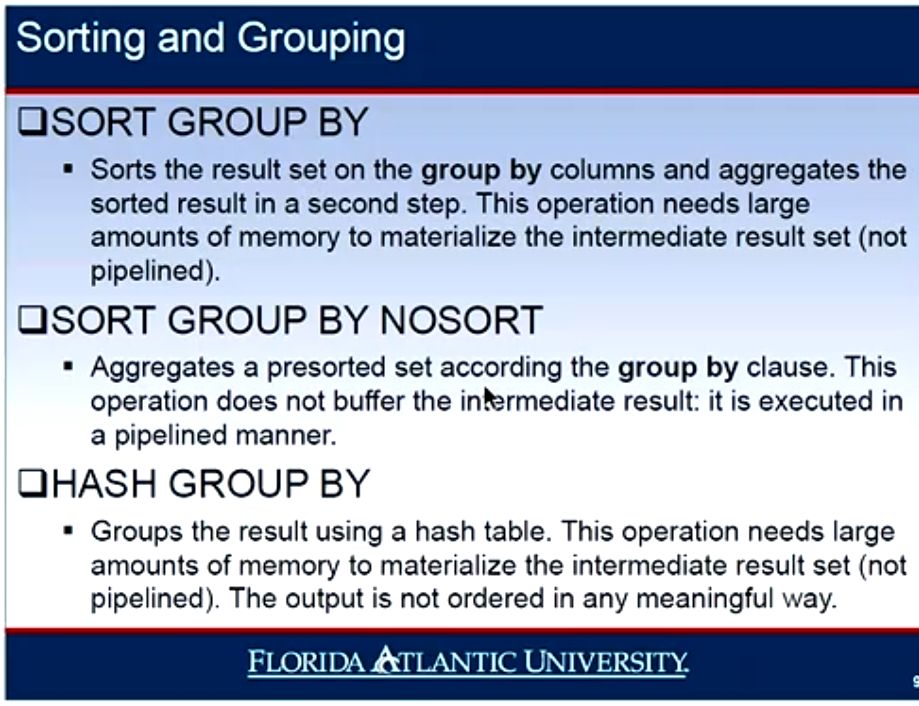 Sorting and Grouping
❑SORT GROUP BY
▪ Sorts the result set on the group by columns and aggregates the
sorted result in a second step. This operation needs large
amounts of memory to materialize the intermediate result set (not
pipelined).
❑SORT GROUP BY NOSORT
▪ Aggregates a presorted set according the group by clause. This
operation does not buffer the intermediate result: it is executed in
a pipelined manner.
❑HASH GROUP BY
▪ Groups the result using a hash table. This operation needs large
amounts of memory to materialize the intermediate result set (not
pipelined). The output is not ordered in any meaningful way.
FLORIDA ATLANTIC UNIVERSITY.
9